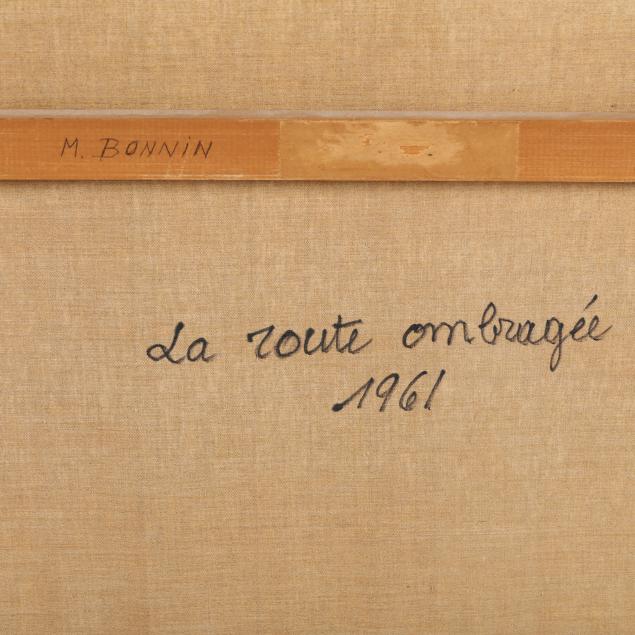 M. BONNIN
La route ombragée
1961